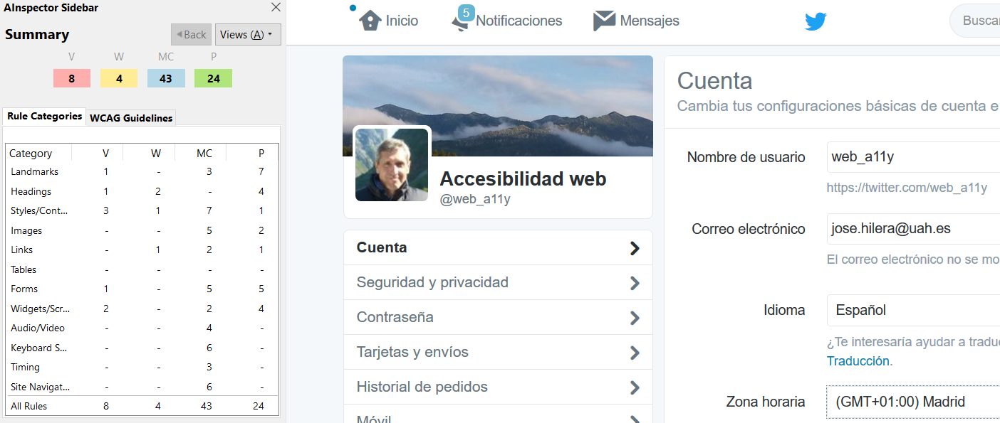 AInspector Sidebar
Summary
Back
Views (A)
V W MC P
8 4 43 24
Rule Categories
WCAG Guidelines
Category V W MC P
Landmarks 1 - 3 7
Headings 1 2 - 4
Styles/Cont... 3 1 7 1
Images - - 5 2
Links - 1 2 1
Tables - - - -
Forms 1 - 5 5
Widgets/Scr... 2 - 2 4
Audio/Video - - 4 -
Keyboard S... - - 6 -
Timing - - 3 -
Site Navigat... - - 6 -
All Rules 8 4 43 24
Inicio
5
Notificaciones
Mensajes
Buscar
Accesibilidad web
@web_a11y
Cuenta
Seguridad y privacidad
Contraseña
Tarjetas y envíos
Historial de pedidos
Móvil
Cuenta
Cambia tus configuraciones básicas de cuenta e
Nombre de usuario
web_a11y
https://twitter.com/web_a11y
Correo electrónico
jose.hilera@uah.es
El correo electrónico no se mo
Idioma
Español
¿Te interesaría ayudar a tradu
Traducción.
Zona horaria
(GMT+01:00) Madrid